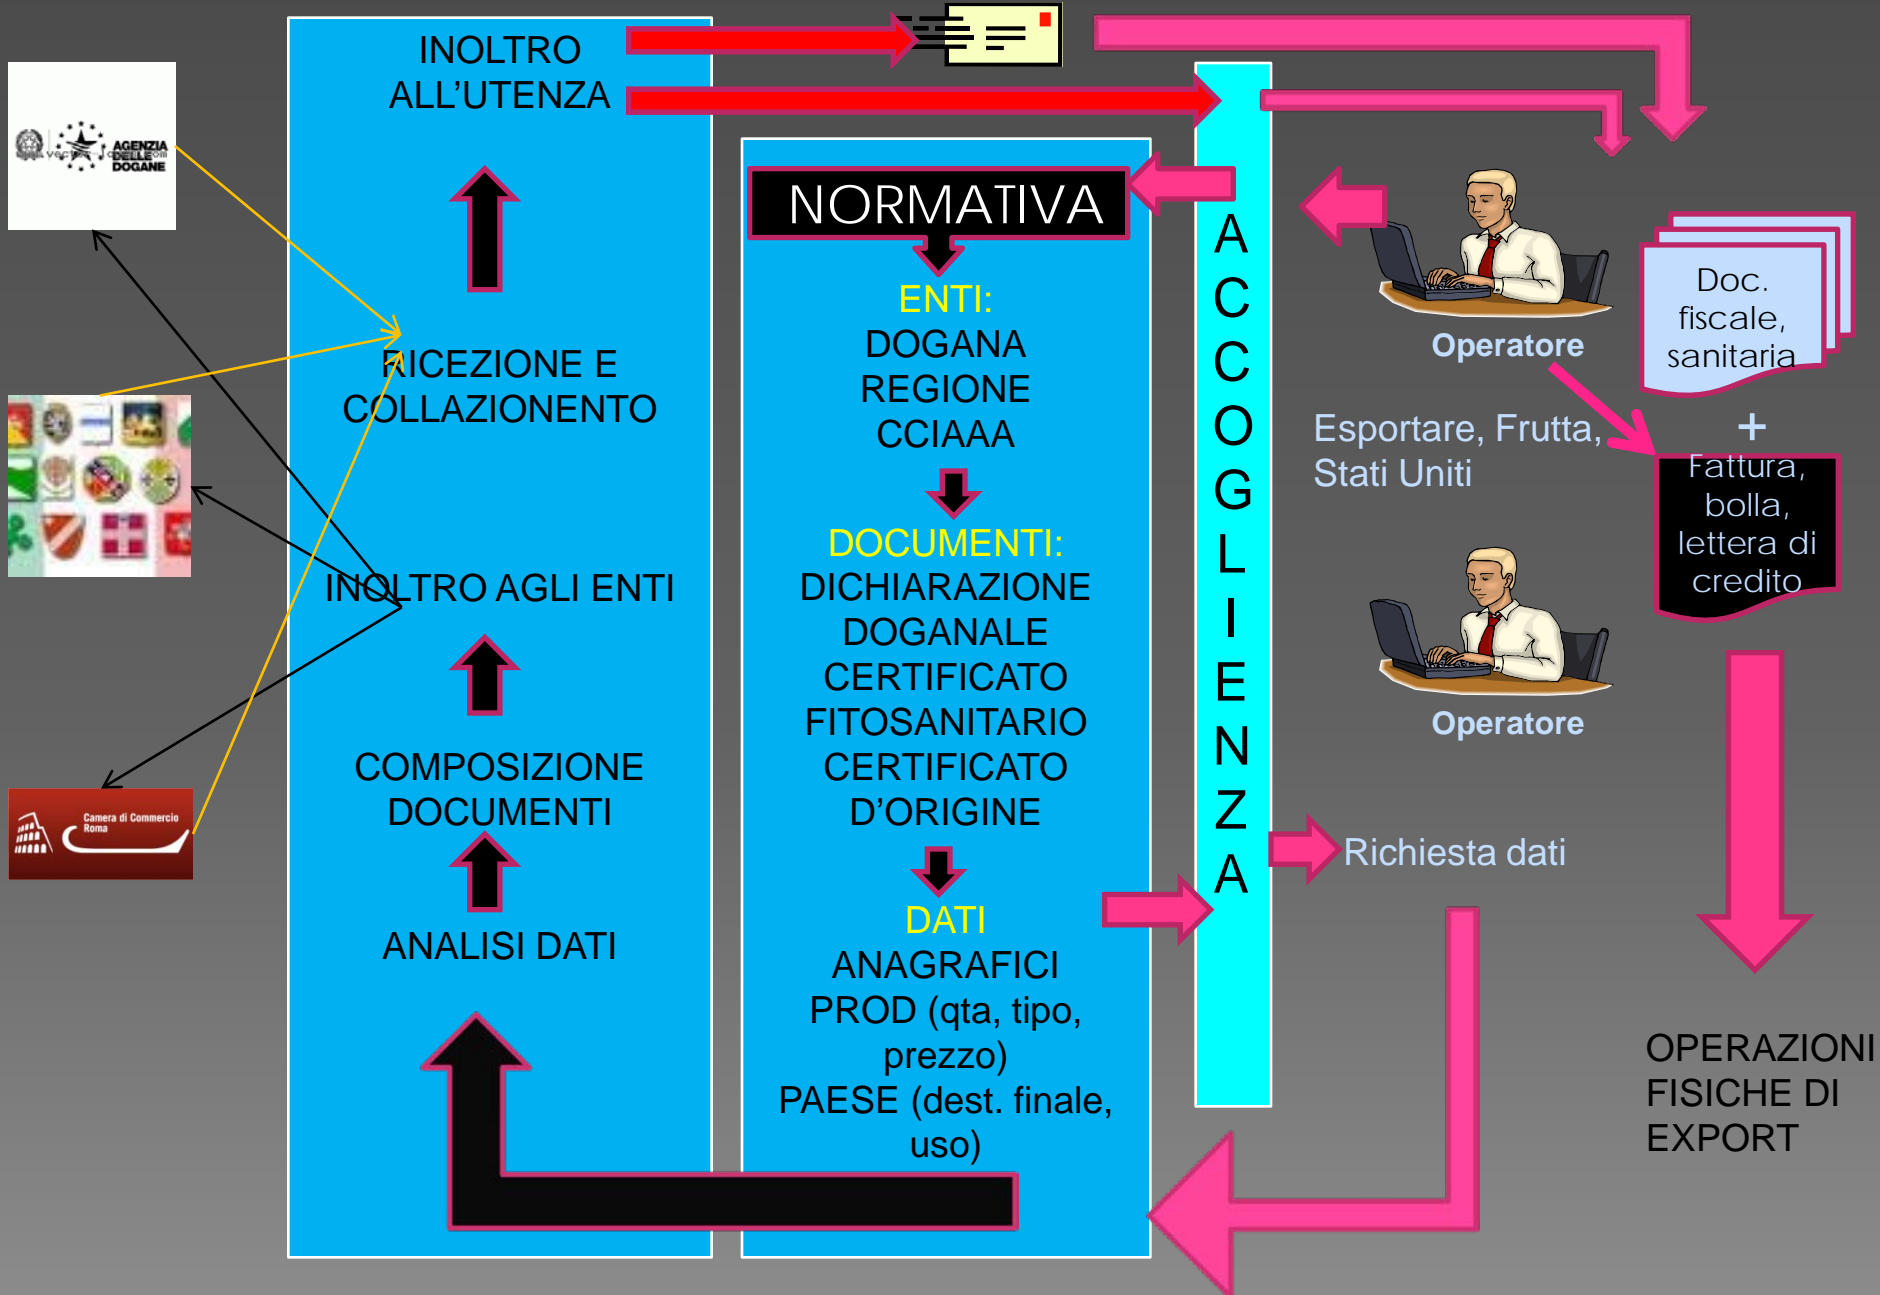 INOLTRO
ALL'UTENZA
RICEZIONE E
COLLAZIONENTO
INOLTRO AGLI ENTI
COMPOSIZIONE
DOCUMENTI
ANALISI DATI
AGENZIA
DELLE
DOGANE
Camera di Commercio
Roma
NORMATIVA
ENTI:
DOGANA
REGIONE
CCIAAA
DOCUMENTI:
DICHIARAZIONE
DOGANALE
CERTIFICATO
FITOSANITARIO
CERTIFICATO
D'ORIGINE
DATI
ANAGRAFICI
PROD (qta, tipo,
prezzo)
PAESE (dest. finale,
uso)
ACCOGLIENZA
Operatore
Esportare, Frutta,
Stati Uniti
Operatore
Richiesta dati
Doc.
fiscale,
sanitaria
+
Fattura,
bolla,
lettera di
credito
OPERAZIONI
FISICHE DI
EXPORT